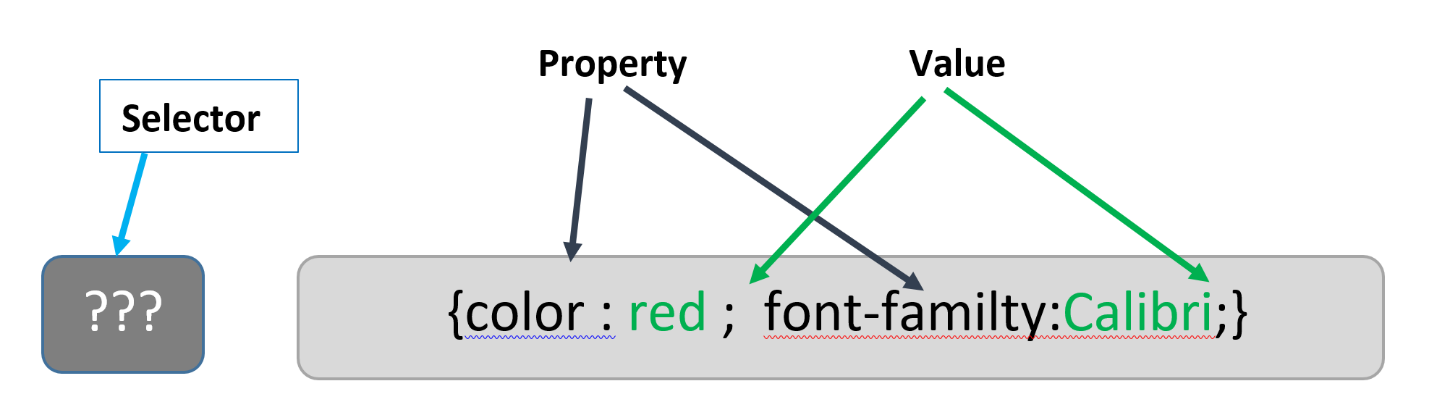 Property Value
Selector
??? {color : red ; font-familty:Calibri;}